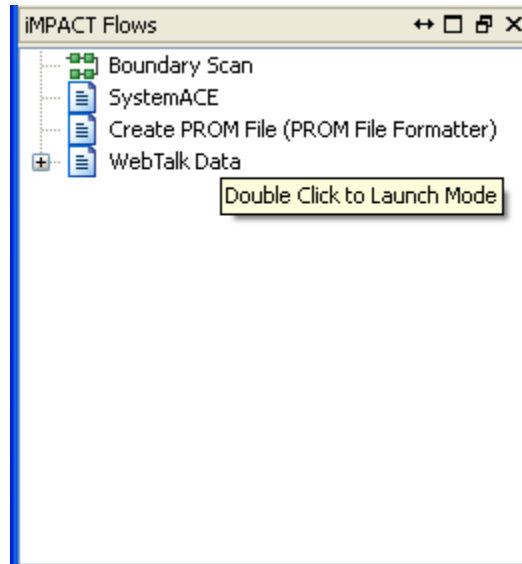 iMPACT Flows
Boundary Scan
SystemACE
Create PROM File (PROM File Formatter)
WebTalk Data
Double Click to Launch Mode